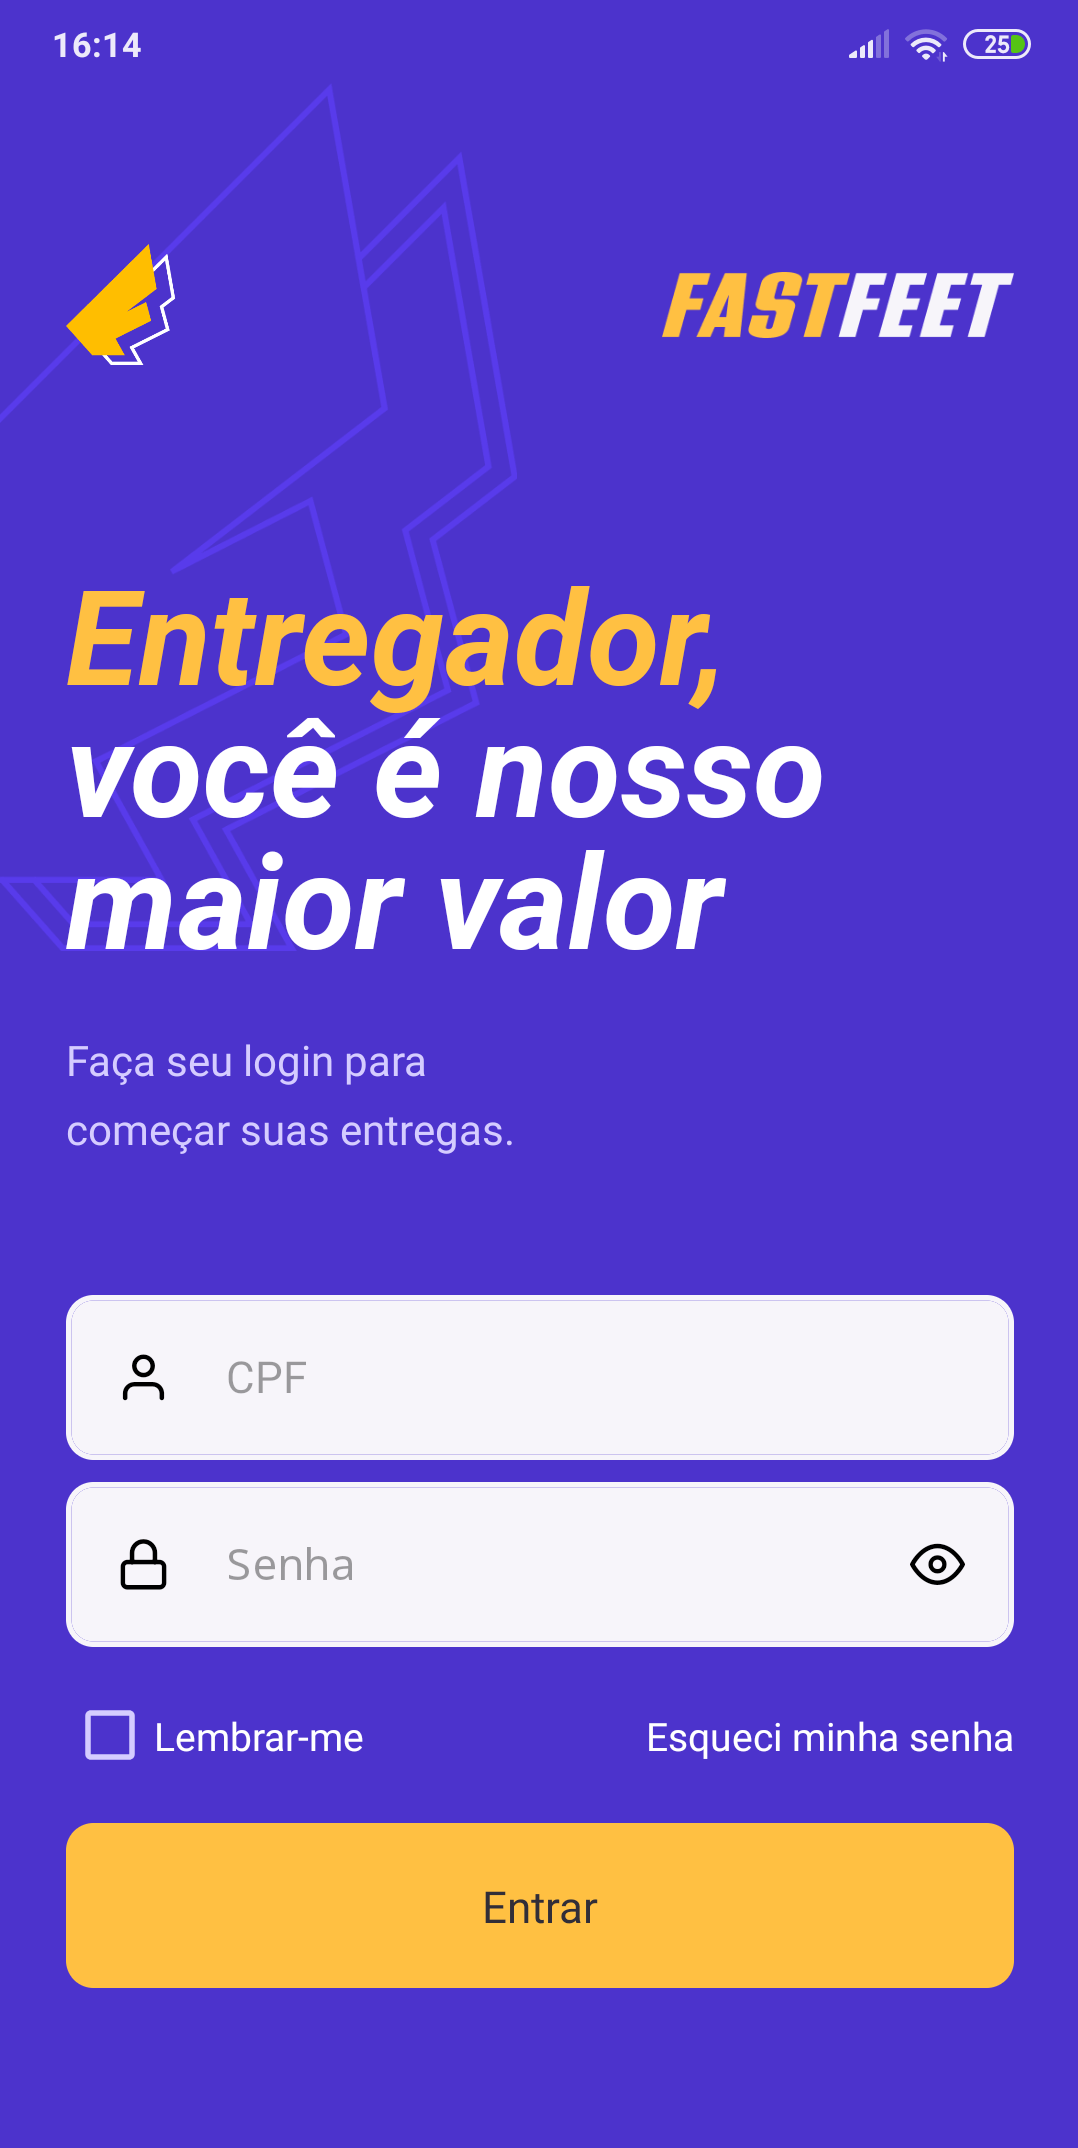 16:14
25
FASTFEET
Entregador,
você é nosso
maior valor
Faça seu login para
começar suas entregas.
CPF
Senha
Lembrar-me
Esqueci minha senha
Entrar